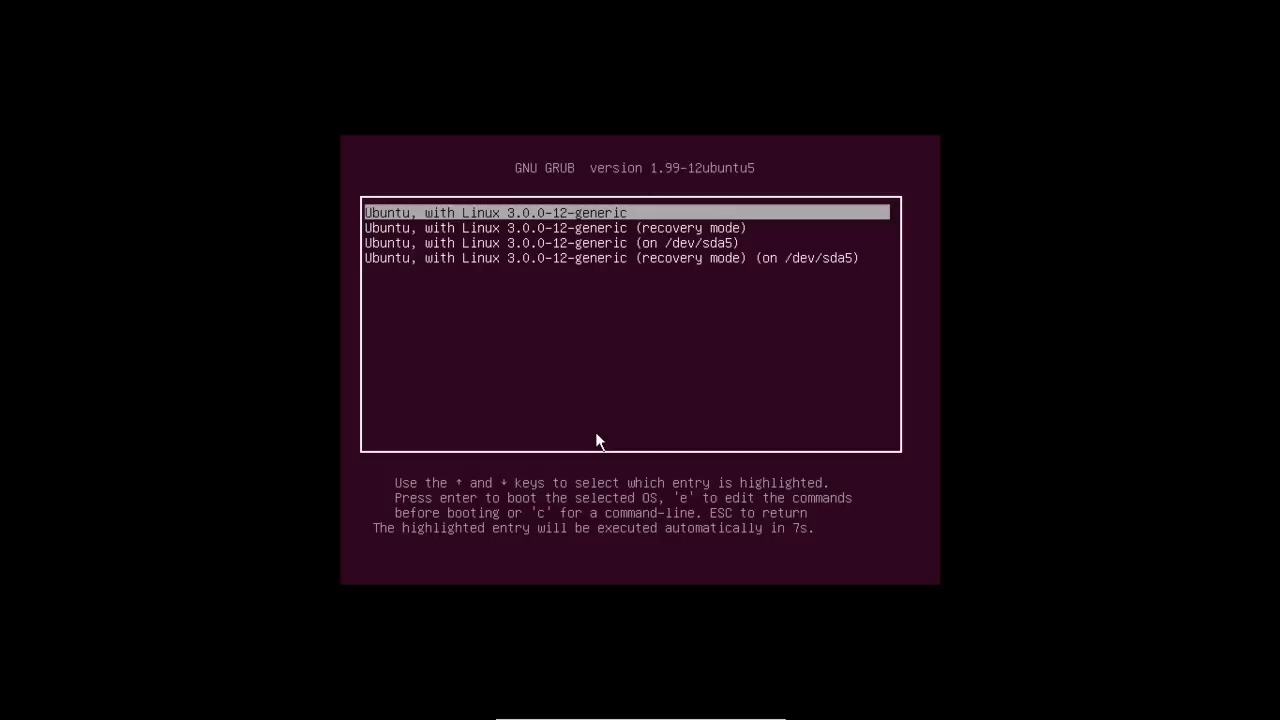 GNU GRUB  version 1.99-12ubuntu5
Ubuntu, with Linux 3.0.0-12-generic
Ubuntu, with Linux 3.0.0-12-generic (recovery mode)
Ubuntu, with Linux 3.0.0-12-generic (on /dev/sda5)
Ubuntu, with Linux 3.0.0-12-generic (recovery mode) (on /dev/sda5)
Use the ↑ and ↓ keys to select which entry is highlighted.
Press enter to boot the selected OS, 'e' to edit the commands
before booting or 'c' for a command-line. ESC to return
The highlighted entry will be executed automatically in 7s.